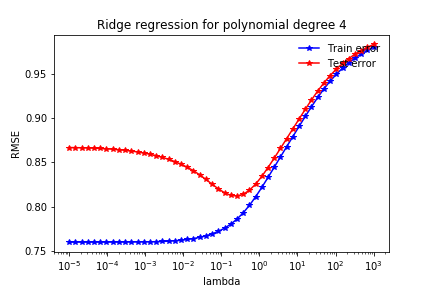 Ridge regression for polynomial degree 4
Train error
Test error
RMSE
0.95
0.90
0.85
0.80
0.75
10⁻⁵ 10⁻⁴ 10⁻³ 10⁻² 10⁻¹ 10⁰ 10¹ 10² 10³
lambda